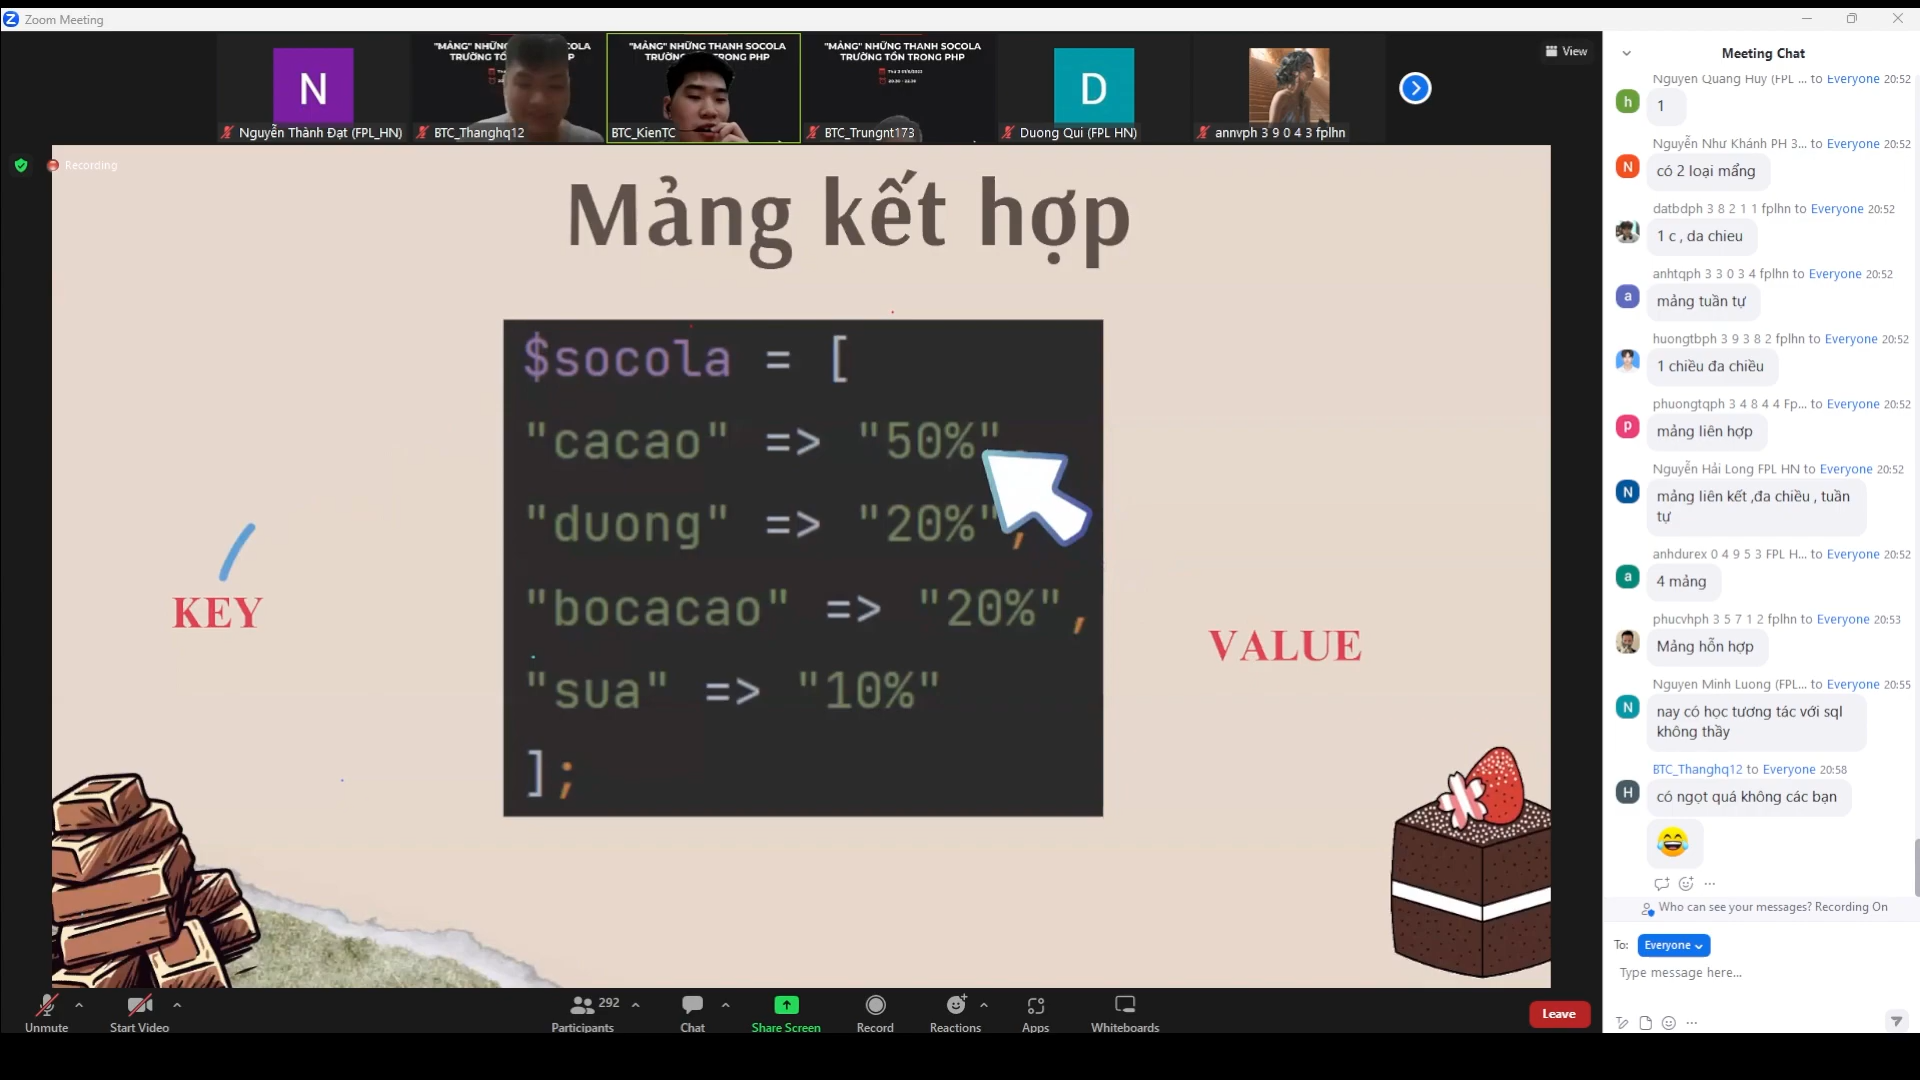 Zoom Meeting
"MẢNG" NHỮNG THANH SOCOLA
TRONG PHP
"MẢNG" NHỮNG THANH SOCOLA
TRƯỜNG TỒN TRONG PHP
N
D
View
Nguyễn Thành Đạt (FPL_HN)
BTC_Thanghq12
BTC_KienTC
BTC_Trungnt173
Duong Qui (FPL HN)
annvph 3 9 0 4 3 fplhn
Recording
Mảng kết hợp
$socola = [
"cacao" => "50%"
"duong" => "20%",
"bocacao" => "20%",
"sua" => "10%"
];
KEY
VALUE
Unmute
Start Video
292
Participants
Chat
Share Screen
Record
Reactions
Apps
Whiteboards
Leave
Meeting Chat
Nguyen Quang Huy (FPL ... to Everyone 20:52
h
1
Nguyễn Như Khánh PH 3... to Everyone 20:52
N
có 2 loại mẩng
datbdph 3 8 2 1 1 fplhn to Everyone 20:52
1 c , da chieu
anhtqph 3 3 0 3 4 fplhn to Everyone 20:52
a
mảng tuần tự
huongtbph 3 9 3 8 2 fplhn to Everyone 20:52
1 chiều đa chiều
phuongtqph 3 4 8 4 4 Fp... to Everyone 20:52
P
mảng liên hợp
Nguyễn Hải Long FPL HN to Everyone 20:52
N
mảng liên kết ,đa chiều , tuần
tự
anhdurex 0 4 9 5 3 FPL H... to Everyone 20:52
a
4 mảng
phucvhph 3 5 7 1 2 fplhn to Everyone 20:53
Mảng hỗn hợp
Nguyen Minh Luong (FPL... to Everyone 20:55
N
nay có học tương tác với sql
không thầy
BTC_Thanghq12 to Everyone 20:58
H
có ngọt quá không các bạn
Who can see your messages? Recording On
To: Everyone
Type message here...